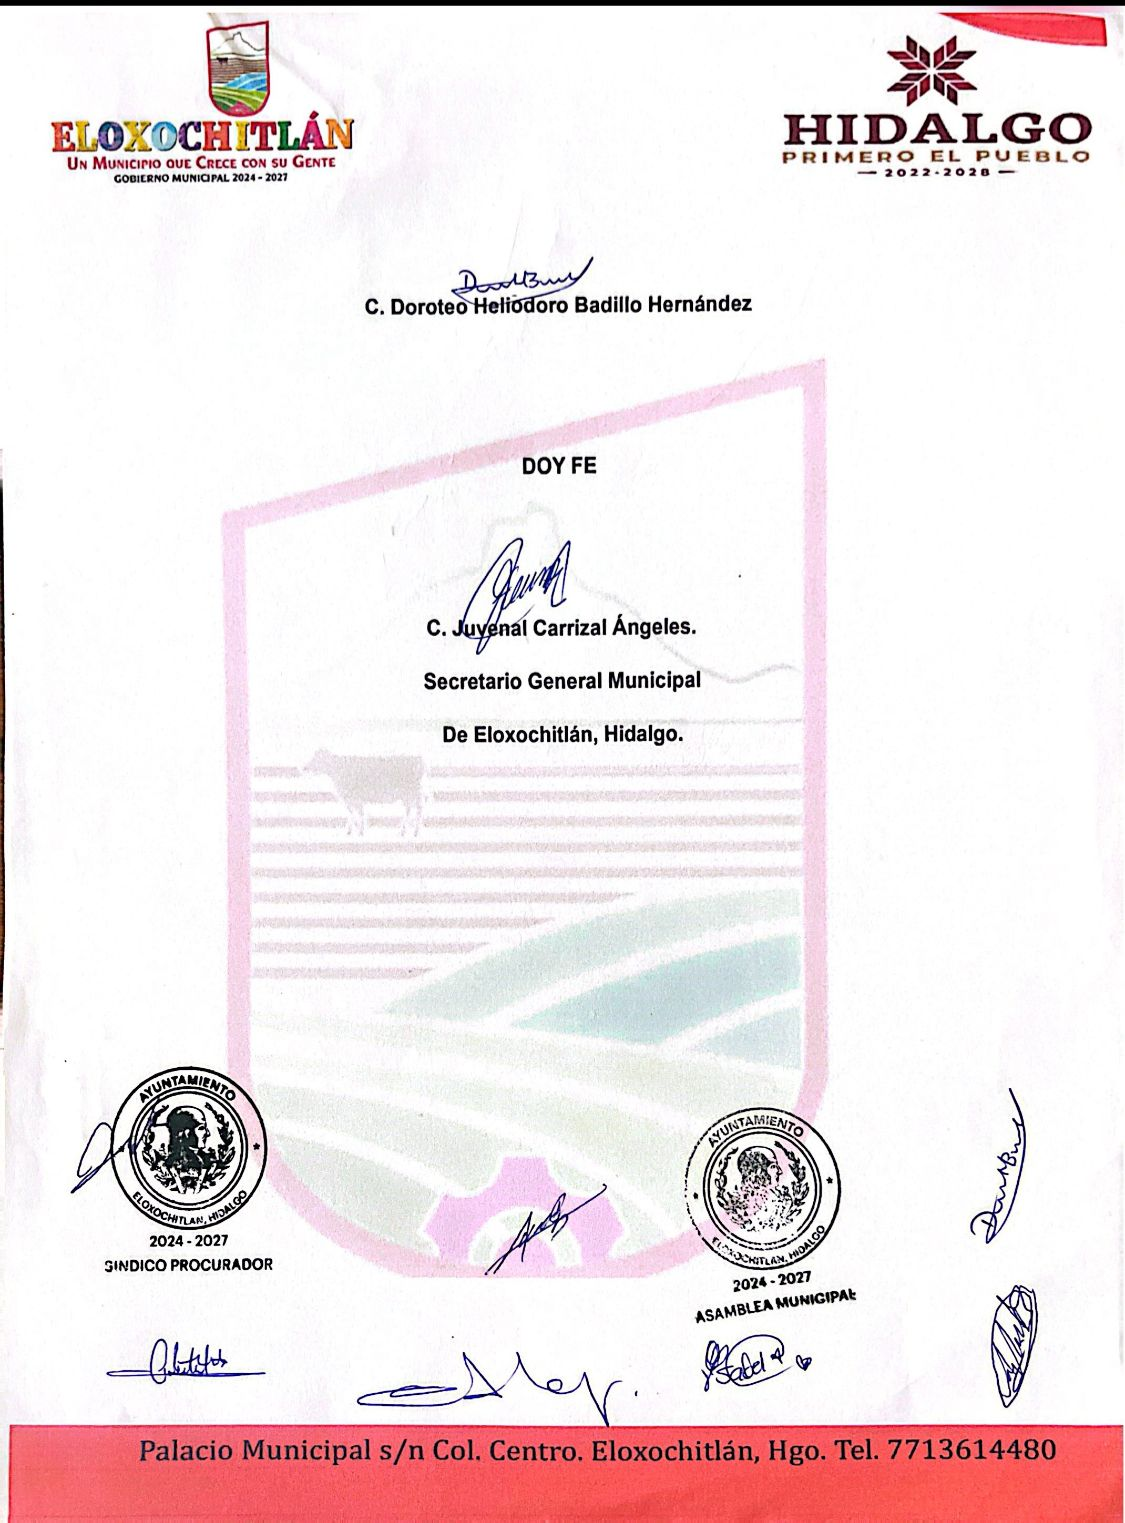 ELOXOCHITLÁN
UN MUNICIPIO QUE CRECE CON SU GENTE
GOBIERNO MUNICIPAL 2024 - 2027
HIDALGO
PRIMERO EL PUEBLO
2022-2028
C. Doroteo Heliodoro Badillo Hernández
DOY FE
C. Juvenal Carrizal Ángeles.
Secretario General Municipal
De Eloxochitlán, Hidalgo.
AYUNTAMIENTO
ELOXOCHITLAN, HIDALGO
2024 - 2027
SINDICO PROCURADOR
AYUNTAMIENTO
ELOXOCHITLAN, HIDALGO
2024 - 2027
ASAMBLEA MUNICIPAL
Palacio Municipal s/n Col. Centro. Eloxochitlán, Hgo. Tel. 7713614480